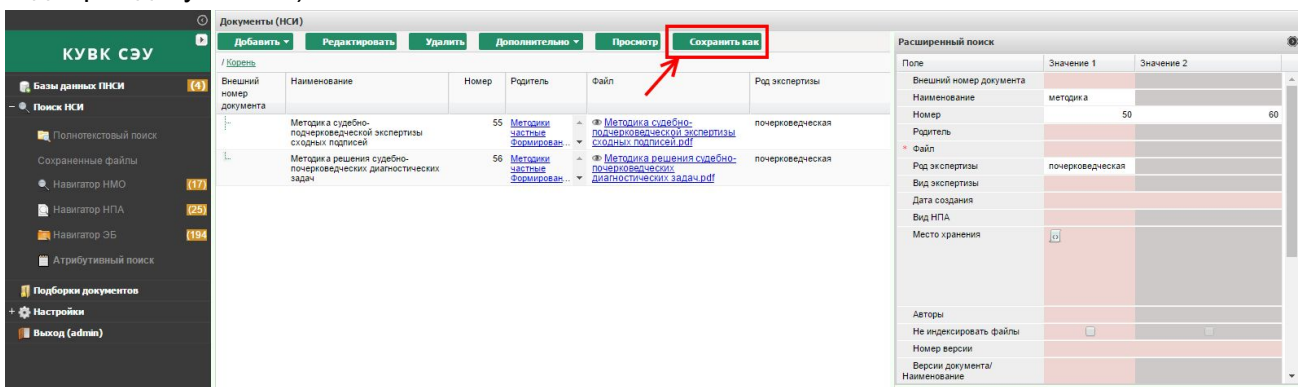 Документы (НСИ)
КУВК СЭУ
Базы данных ПНСИ (4)
Поиск НСИ
Полнотекстовый поиск
Сохраненные файлы
Навигатор НМО (17)
Навигатор НПА (25)
Навигатор ЭБ (194
Атрибутивный поиск
Подборки документов
+ Настройки
Выход (admin)
Добавить Редактировать Удалить Дополнительно Просмотр Сохранить как
/ Корень
Внешний номер документа Наименование Номер Родитель Файл Род экспертизы
Методика судебно- 55 Методики Методика судебно- почерковедческая
подчерковедческой экспертизы частные подчерковедческой экспертизы
сходных подписей Формирован... сходных подписей.pdf
Методика решения судебно- 56 Методики Методика решения судебно- почерковедческая
почерковедческих диагностических частные почерковедческих
задач Формирован... диагностических задач.pdf
Расширенный поиск
Поле Значение 1 Значение 2
Внешний номер документа
Наименование методика
Номер 50 60
Родитель
* Файл
Род экспертизы почерковедческая
Вид экспертизы
Дата создания
Вид НПА
Место хранения
Авторы
Не индексировать файлы
Номер версии
Версии документа/
Наименование